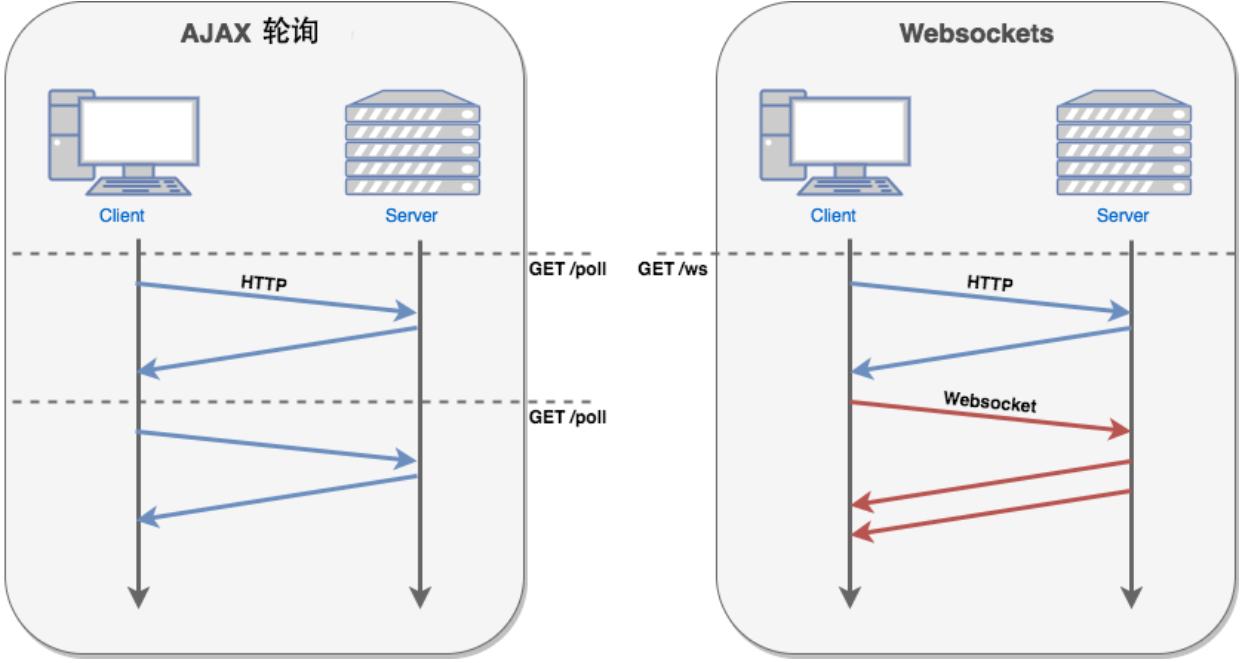 AJAX 轮询
Client
Server
GET /poll
HTTP
GET /poll
Websockets
Client
Server
GET /ws
HTTP
Websocket